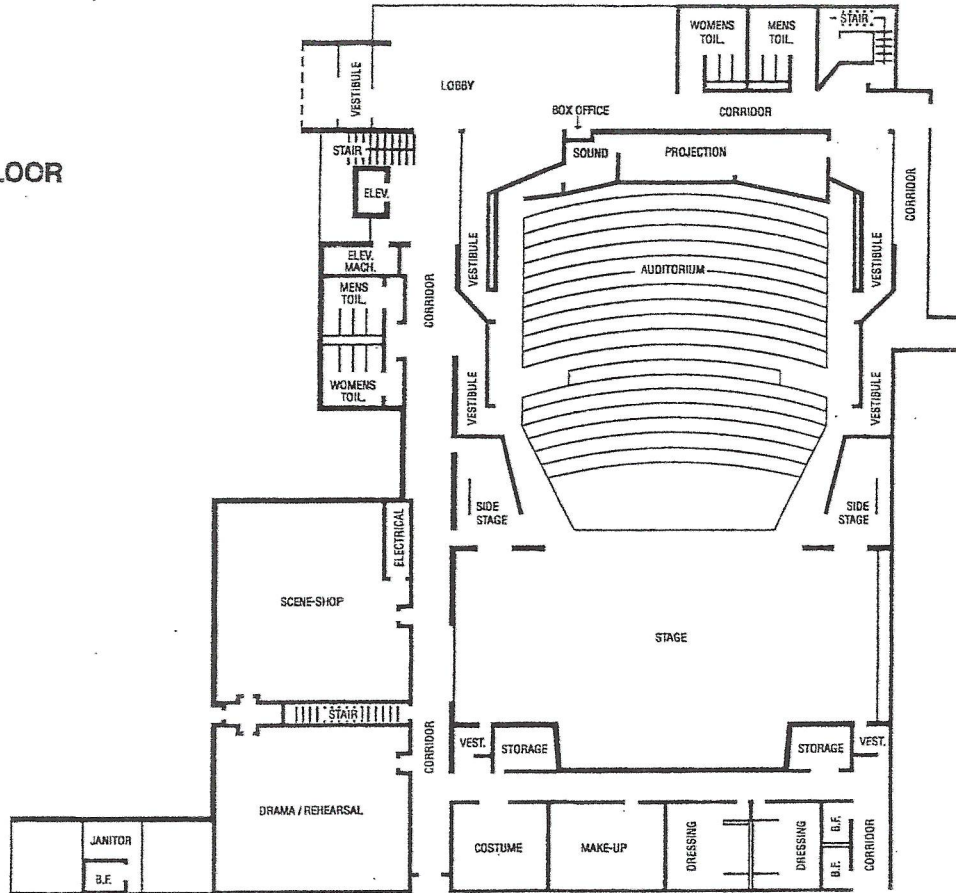 WOMENS
TOIL.
MENS
TOIL.
STAIR
VESTIBULE
LOBBY
BOX OFFICE
CORRIDOR
STAIR
SOUND
PROJECTION
LOOR
ELEV.
CORRIDOR
ELEV.
MACH.
VESTIBULE
AUDITORIUM
VESTIBULE
MENS
TOIL.
CORRIDOR
WOMENS
TOIL.
VESTIBULE
VESTIBULE
SIDE
STAGE
SIDE
STAGE
ELECTRICAL
SCENE-SHOP
STAGE
STAIR
CORRIDOR
VEST.
STORAGE
STORAGE
VEST.
DRAMA / REHEARSAL
JANITOR
B.F.
COSTUME
MAKE-UP
DRESSING
DRESSING
B.F.
B.F.
CORRIDOR